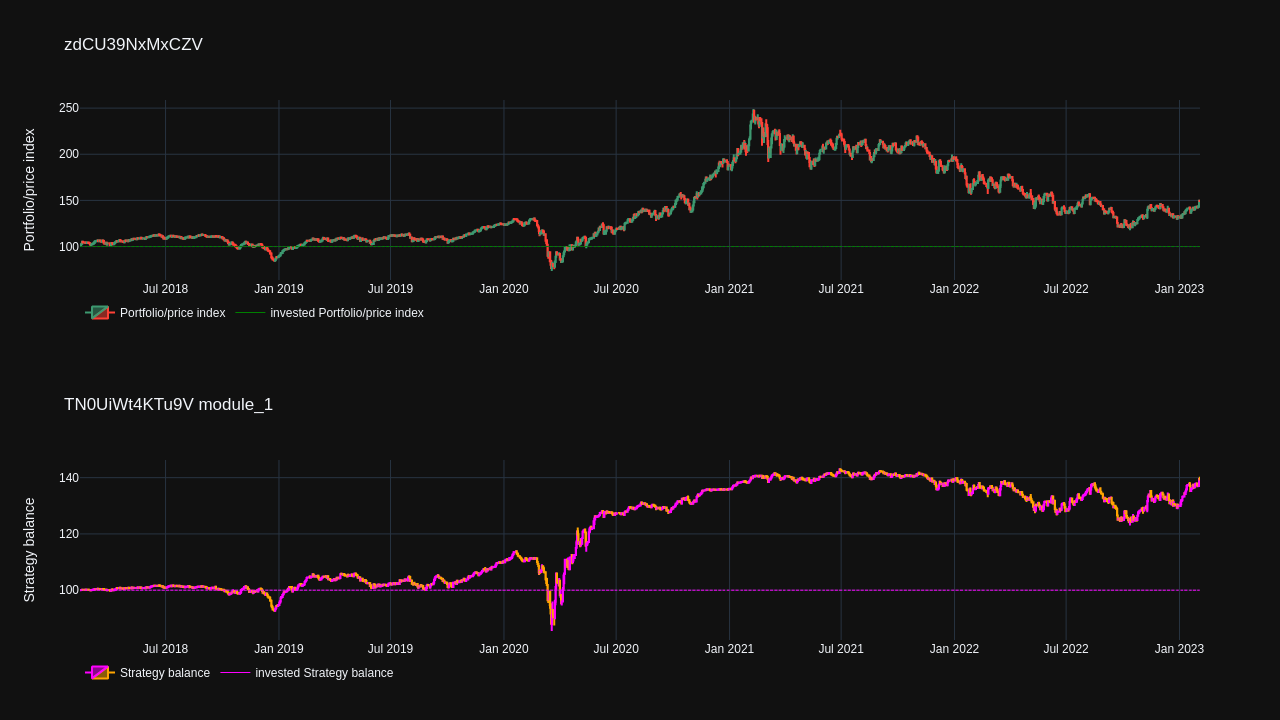 zdCU39NxMxCZV
Portfolio/price index
250
200
150
100
Jul 2018 Jan 2019 Jul 2019 Jan 2020 Jul 2020 Jan 2021 Jul 2021 Jan 2022 Jul 2022 Jan 2023
Portfolio/price index invested Portfolio/price index
TN0UiWt4KTu9V module_1
Strategy balance
140
120
100
Jul 2018 Jan 2019 Jul 2019 Jan 2020 Jul 2020 Jan 2021 Jul 2021 Jan 2022 Jul 2022 Jan 2023
Strategy balance invested Strategy balance